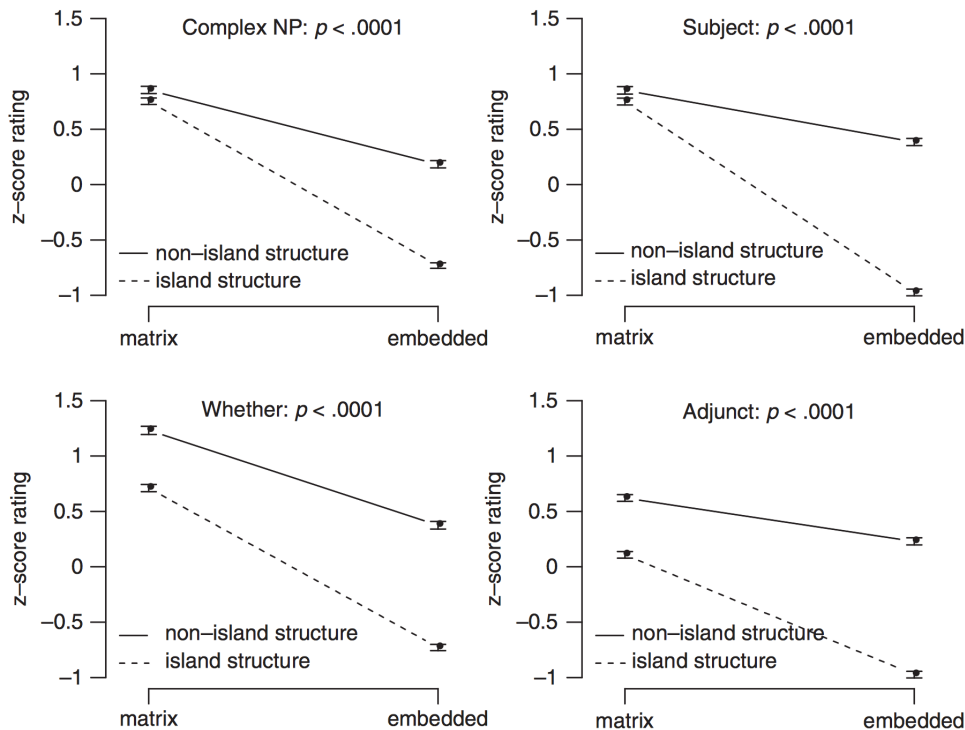 Complex NP: p < .0001
1.5
1
0.5
0
–0.5
–1
z–score rating
non–island structure
island structure
matrix
embedded
Subject: p < .0001
1.5
1
0.5
0
–0.5
–1
z–score rating
non–island structure
island structure
matrix
embedded
Whether: p < .0001
1.5
1
0.5
0
–0.5
–1
z–score rating
non–island structure
island structure
matrix
embedded
Adjunct: p < .0001
1.5
1
0.5
0
–0.5
–1
z–score rating
non–island structure
island structure
matrix
embedded